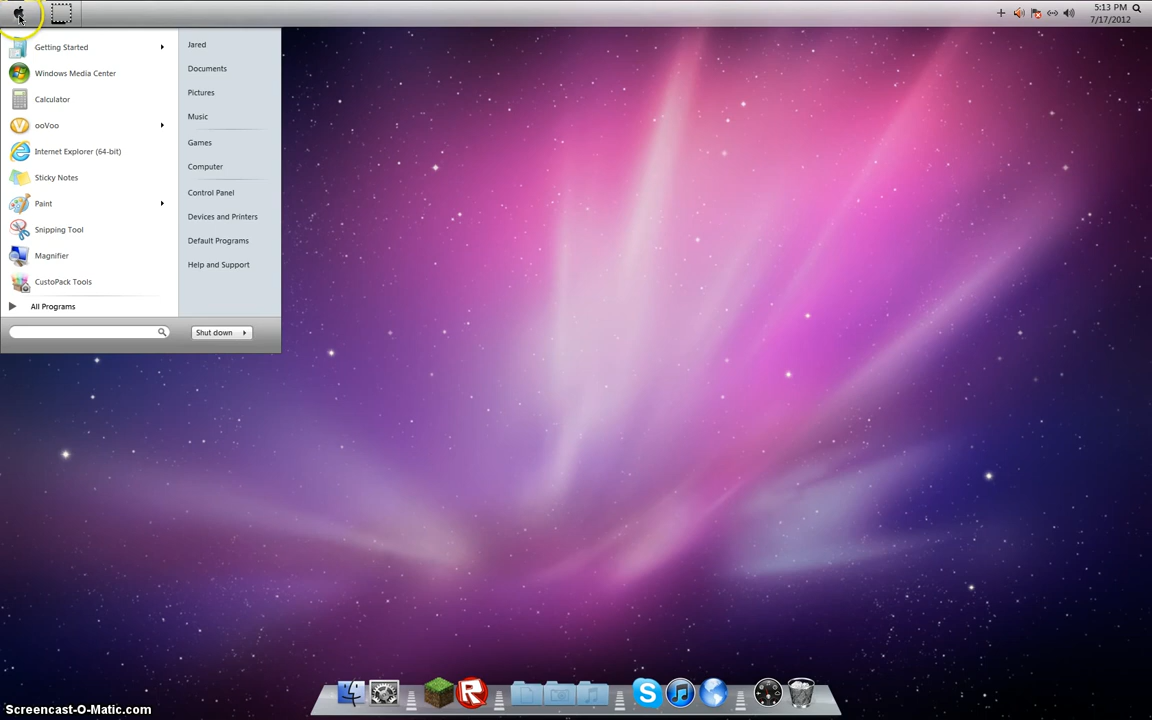 5:13 PM
7/17/2012
Getting Started
Windows Media Center
Calculator
ooVoo
Internet Explorer (64-bit)
Sticky Notes
Paint
Snipping Tool
Magnifier
CustoPack Tools
All Programs
Jared
Documents
Pictures
Music
Games
Computer
Control Panel
Devices and Printers
Default Programs
Help and Support
Shut down
Screencast-O-Matic.com